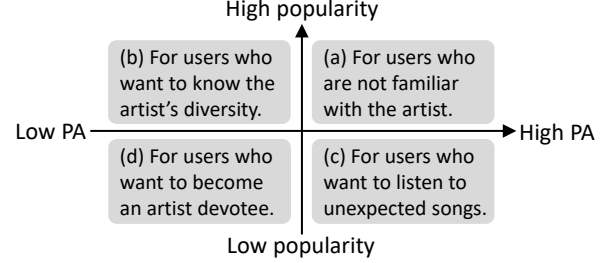 High popularity
(b) For users who
want to know the
artist's diversity.
(a) For users who
are not familiar
with the artist.
Low PA
High PA
(d) For users who
want to become
an artist devotee.
(c) For users who
want to listen to
unexpected songs.
Low popularity